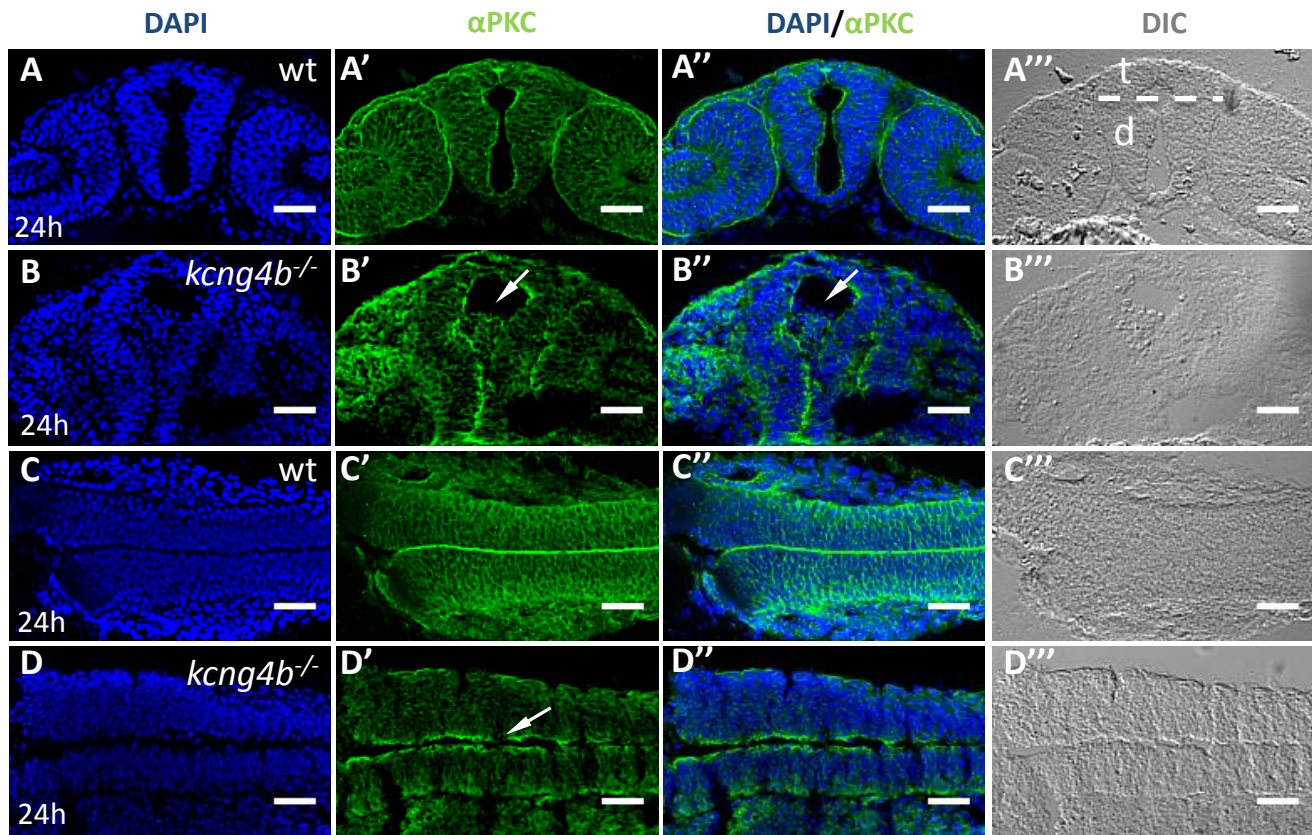 DAPI αPKC DAPI/αPKC DIC
A wt A' A'' A''' t
d
24h
B kcng4b-/- B' B'' B'''
24h
C wt C' C'' C'''
24h
D kcng4b-/- D' D'' D'''
24h